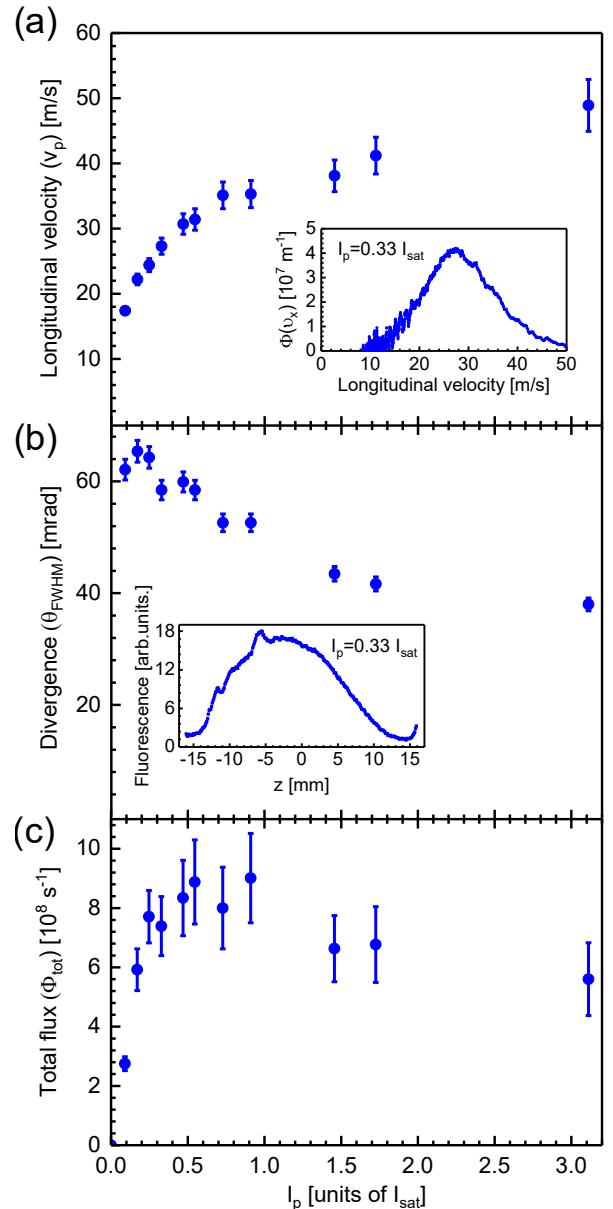 (a)
Longitudinal velocity (v_p) [m/s]
60
50
40
30
20
10
I_p=0.33 I_sat
Φ(υ_x) [10^7 m^-1]
5
4
3
2
1
0
0 10 20 30 40 50
Longitudinal velocity [m/s]
(b)
Divergence (θ_FWHM) [mrad]
60
40
20
I_p=0.33 I_sat
Fluorescence [arb.units.]
18
12
6
0
-15 -10 -5 0 5 10 15
z [mm]
(c)
Total flux (Φ_tot) [10^8 s^-1]
10
8
6
4
2
0
0.0 0.5 1.0 1.5 2.0 2.5 3.0
I_p [units of I_sat]